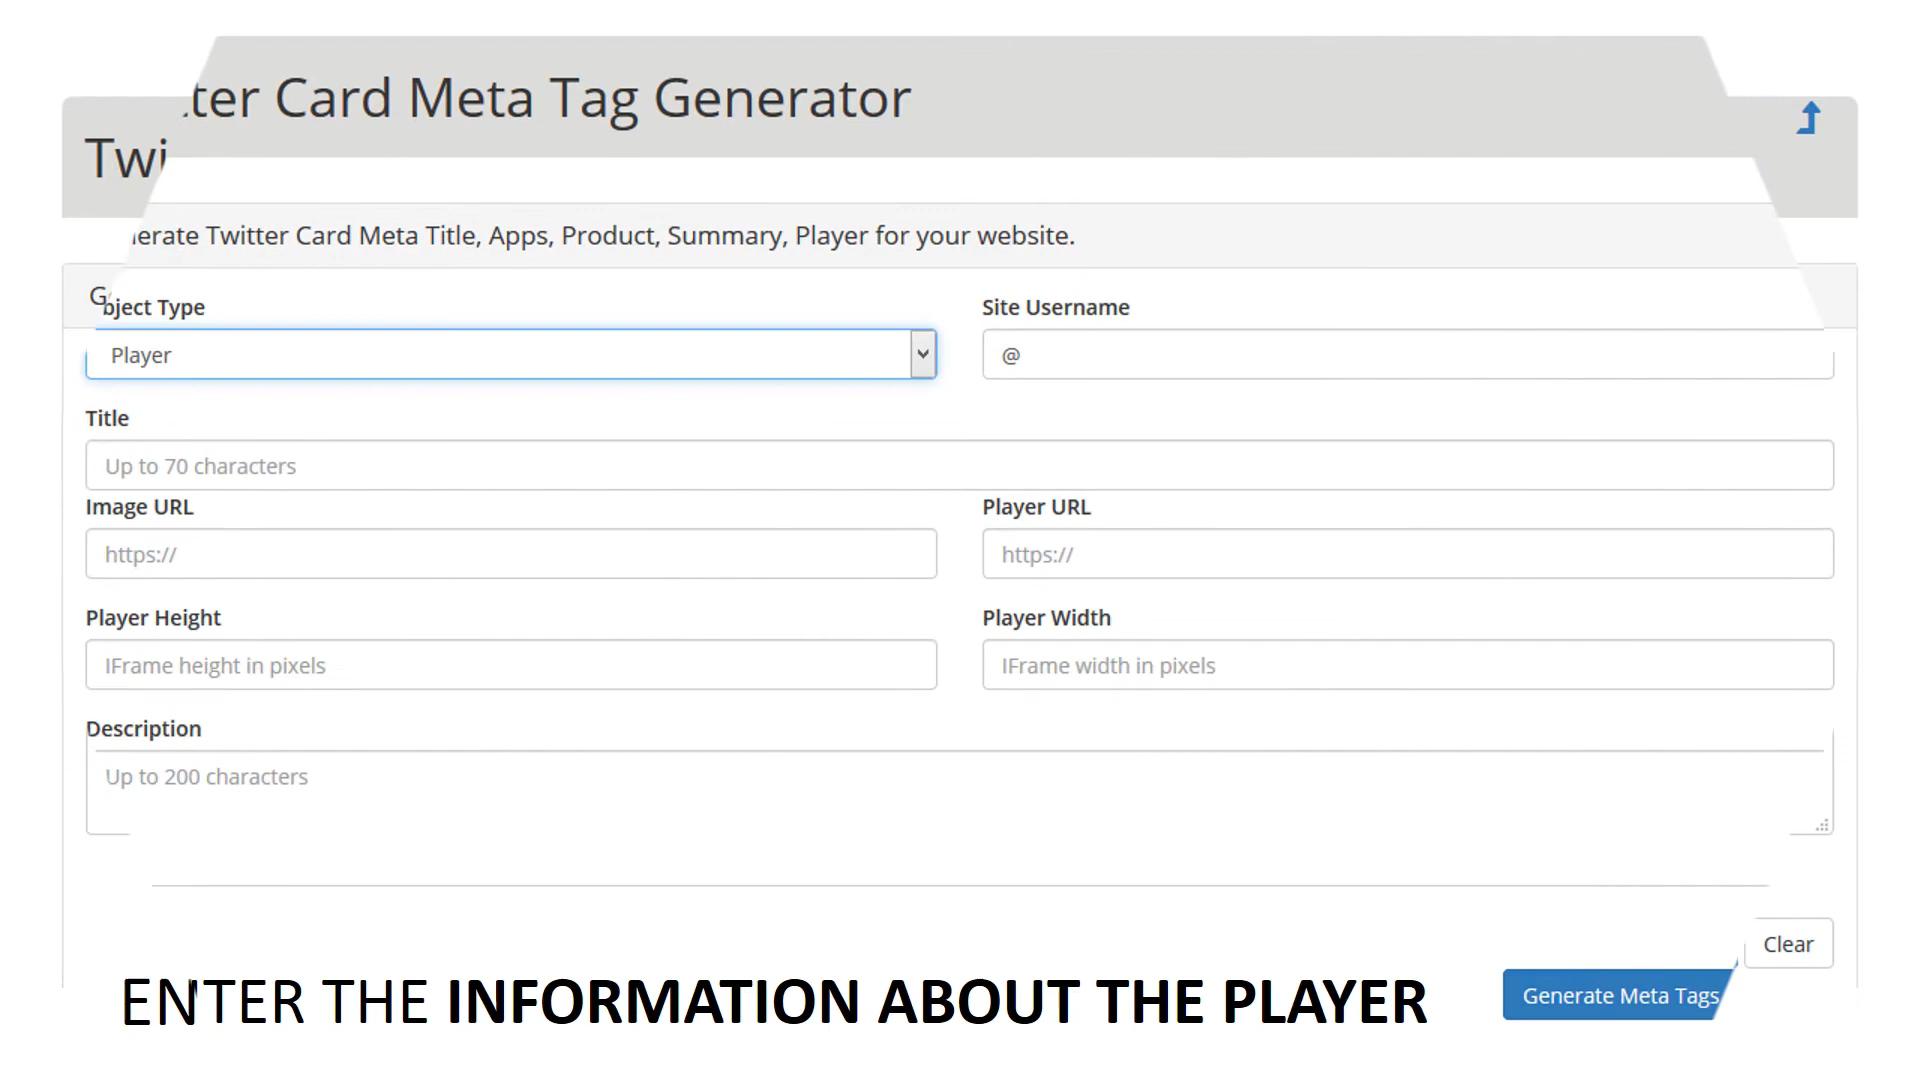 ter Card Meta Tag Generator
Twi
erate Twitter Card Meta Title, Apps, Product, Summary, Player for your website.
G
bject Type
Site Username
Player
@
Title
Up to 70 characters
Image URL
Player URL
https://
https://
Player Height
Player Width
IFrame height in pixels
IFrame width in pixels
Description
Up to 200 characters
Clear
ENTER THE INFORMATION ABOUT THE PLAYER
Generate Meta Tags